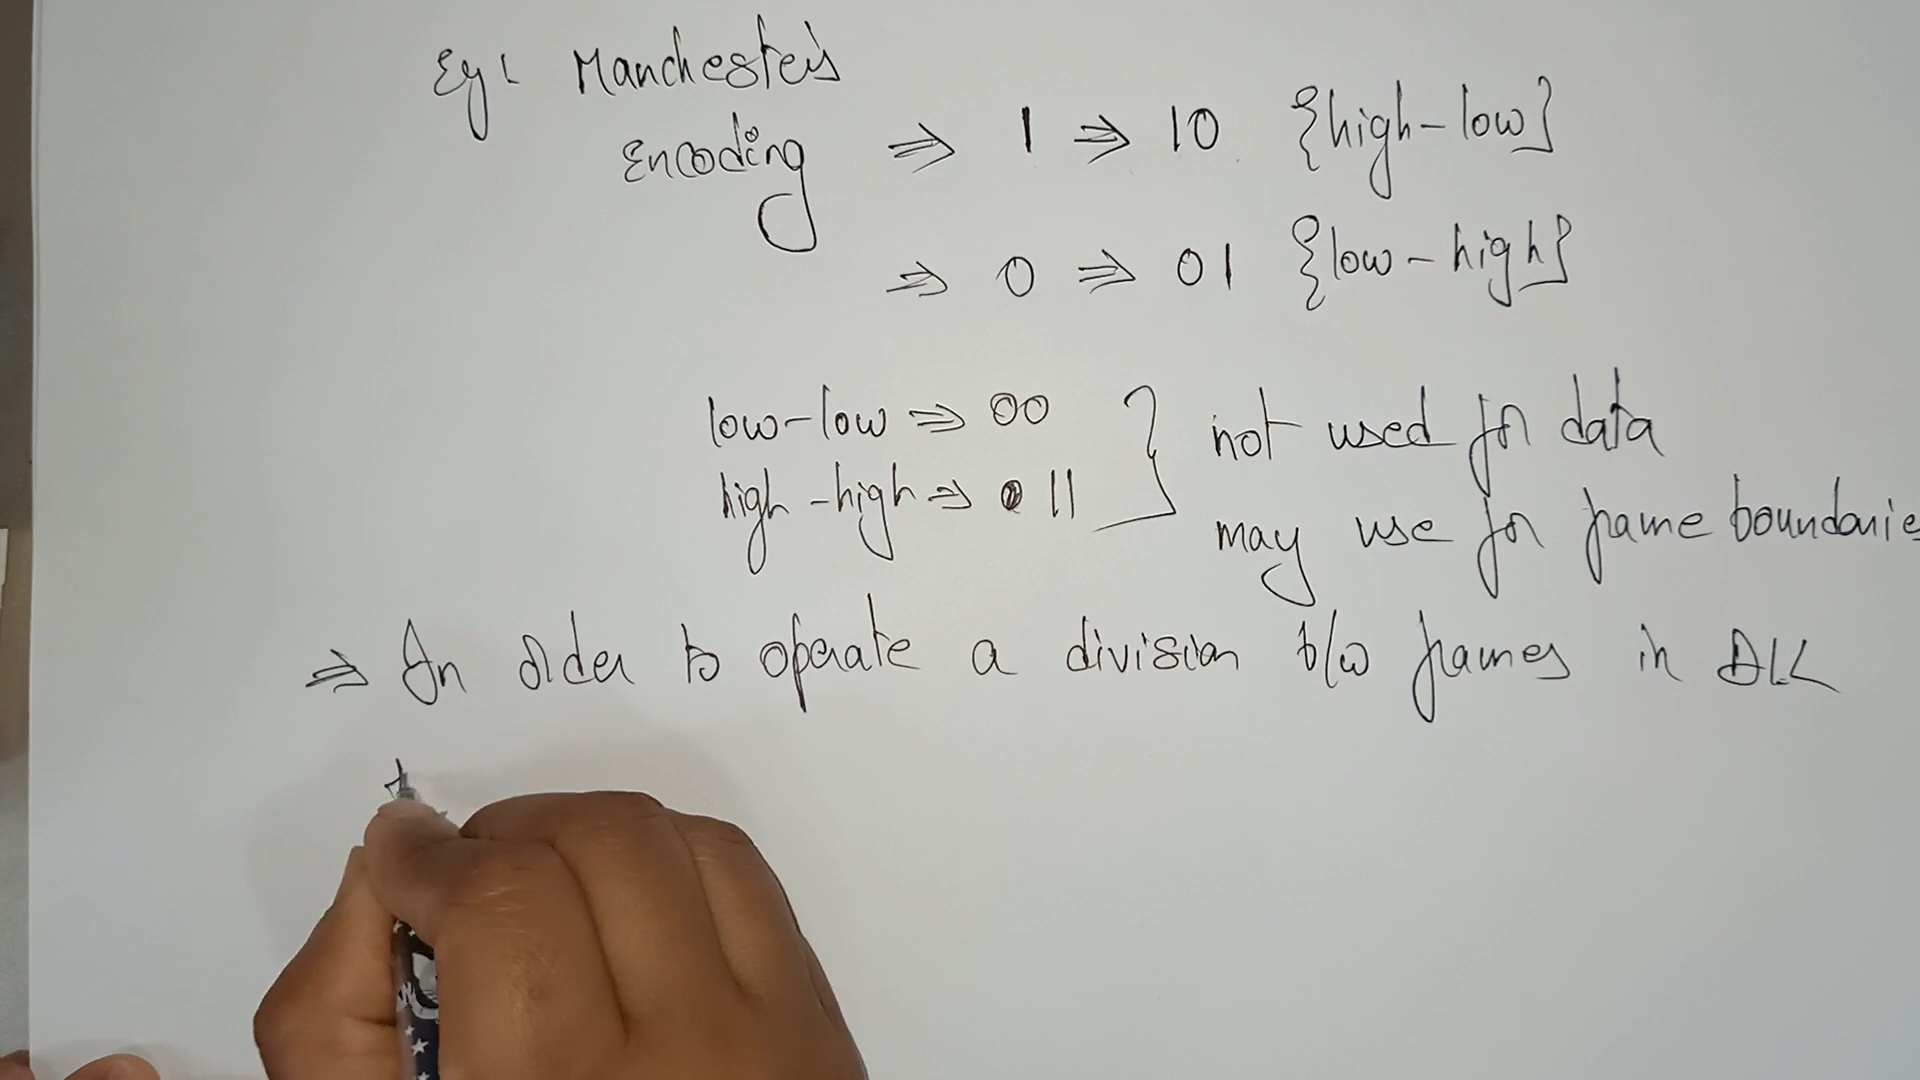 Eg: Manchester's
Encoding ⇒ 1 ⇒ 10 {high-low}
⇒ 0 ⇒ 01 {low-high}
low-low ⇒ 00 } not used for data
high-high ⇒ 11 may use for frame boundarie
⇒ In order to operate a division b/w frames in DLL